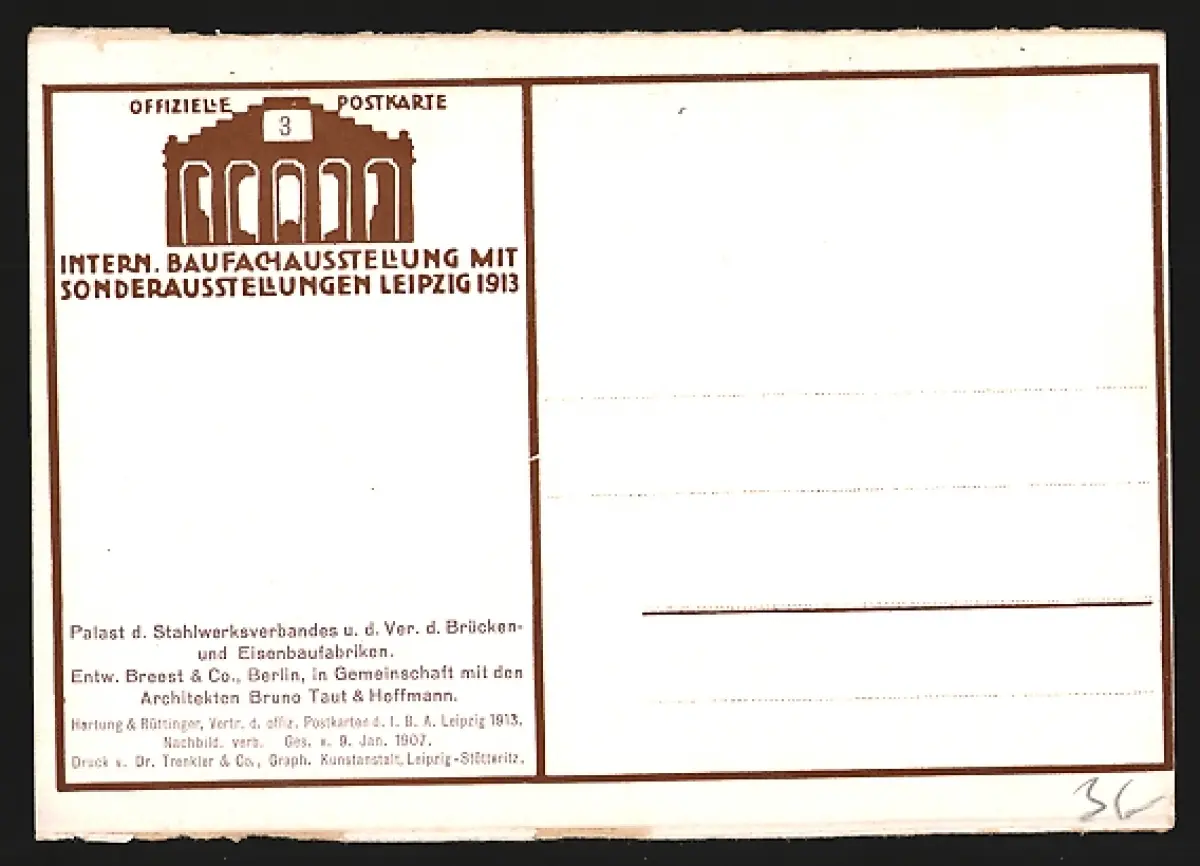 OFFIZIELLE POSTKARTE
3
INTERN. BAUFACHAUSSTELLUNG MIT
SONDERAUSSTELLUNGEN LEIPZIG 1913
Palast d. Stahlwerksverbandes u. d. Ver. d. Brücken-
und Eisenbaufabriken.
Entw. Breest & Co., Berlin, in Gemeinschaft mit den
Architekten Bruno Taut & Hoffmann.
Hartung & Rüttinger, Vertr. d. offiz. Postkarten d. I. B. A. Leipzig 1913.
Nachbild. verb. Ges. v. 9. Jan. 1907.
Druck v. Dr. Trenkler & Co., Graph. Kunstanstalt, Leipzig-Stötteritz.